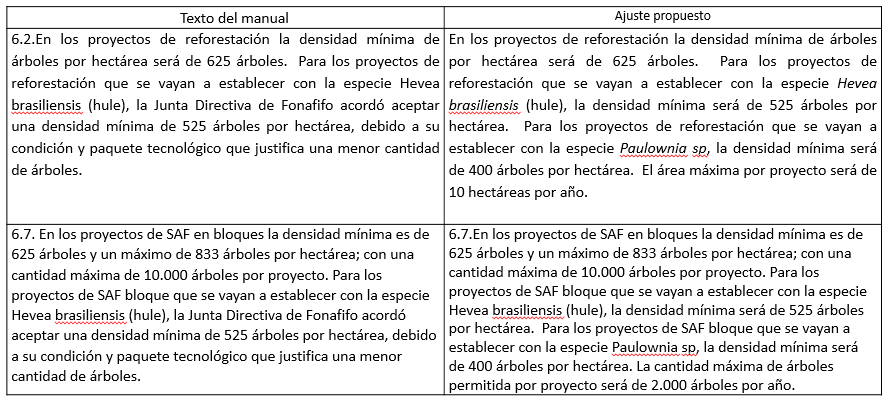 Texto del manual
Ajuste propuesto
6.2.En los proyectos de reforestación la densidad mínima de
árboles por hectárea será de 625 árboles. Para los proyectos de
reforestación que se vayan a establecer con la especie Hevea
brasiliensis (hule), la Junta Directiva de Fonafifo acordó aceptar
una densidad mínima de 525 árboles por hectárea, debido a su
condición y paquete tecnológico que justifica una menor cantidad
de árboles.
En los proyectos de reforestación la densidad mínima de árboles
por hectárea será de 625 árboles. Para los proyectos de
reforestación que se vayan a establecer con la especie Hevea
brasiliensis (hule), la densidad mínima será de 525 árboles por
hectárea. Para los proyectos de reforestación que se vayan a
establecer con la especie Paulownia sp, la densidad mínima será
de 400 árboles por hectárea. El área máxima por proyecto será de
10 hectáreas por año.
6.7. En los proyectos de SAF en bloques la densidad mínima es de
625 árboles y un máximo de 833 árboles por hectárea; con una
cantidad máxima de 10.000 árboles por proyecto. Para los
proyectos de SAF bloque que se vayan a establecer con la especie
Hevea brasiliensis (hule), la Junta Directiva de Fonafifo acordó
aceptar una densidad mínima de 525 árboles por hectárea, debido
a su condición y paquete tecnológico que justifica una menor
cantidad de árboles.
6.7.En los proyectos de SAF en bloques la densidad mínima es de
625 árboles y un máximo de 833 árboles por hectárea; con una
cantidad máxima de 10.000 árboles por proyecto. Para los
proyectos de SAF bloque que se vayan a establecer con la especie
Hevea brasiliensis (hule), la densidad mínima será de 525 árboles
por hectárea. Para los proyectos de SAF bloque que se vayan a
establecer con la especie Paulownia sp, la densidad mínima será
de 400 árboles por hectárea. La cantidad máxima de árboles
permitida por proyecto será de 2.000 árboles por año.